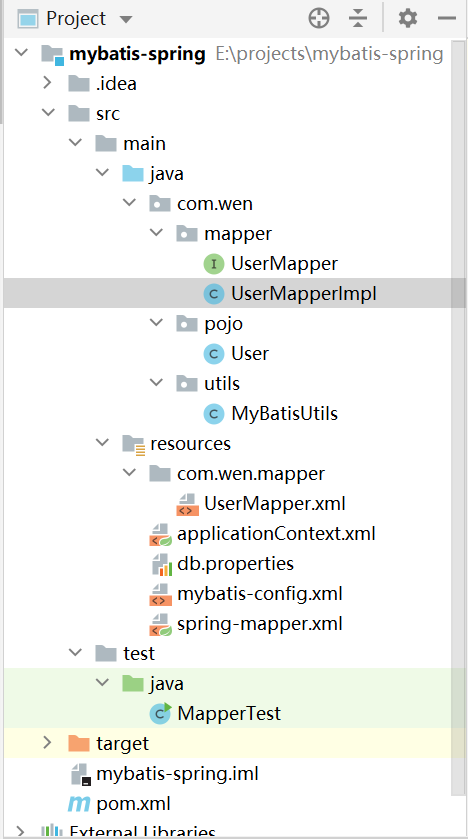 Project
mybatis-spring E:\projects\mybatis-spring
.idea
src
main
java
com.wen
mapper
I UserMapper
C UserMapperImpl
pojo
C User
utils
C MyBatisUtils
resources
com.wen.mapper
UserMapper.xml
applicationContext.xml
db.properties
mybatis-config.xml
spring-mapper.xml
test
java
C MapperTest
target
mybatis-spring.iml
m pom.xml
External Libraries